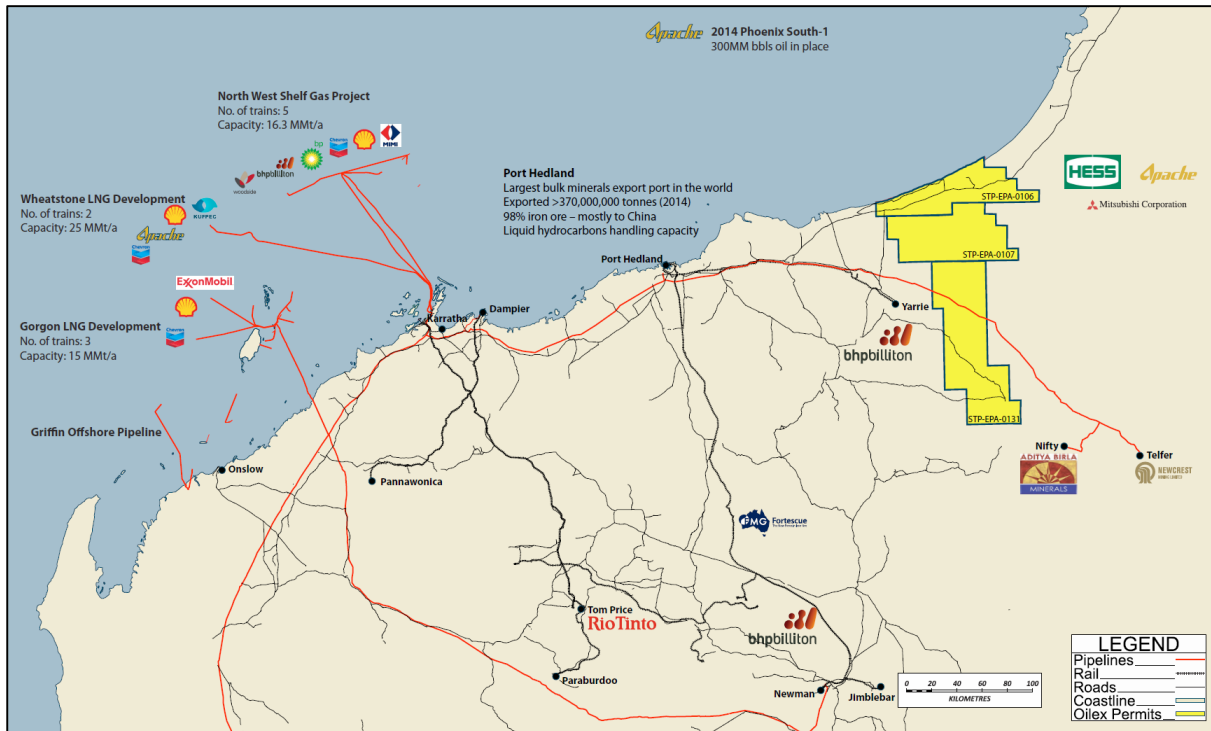 Apache
2014 Phoenix South-1
300MM bbls oil in place
North West Shelf Gas Project
No. of trains: 5
Capacity: 16.3 MMt/a
bp
Chevron
MIMI
bhpbilliton
woodside
Wheatstone LNG Development
No. of trains: 2
Capacity: 25 MMt/a
KUFPEC
Apache
Chevron
ExxonMobil
Gorgon LNG Development
No. of trains: 3
Capacity: 15 MMt/a
Chevron
Griffin Offshore Pipeline
Port Hedland
Largest bulk minerals export port in the world
Exported >370,000,000 tonnes (2014)
98% iron ore – mostly to China
Liquid hydrocarbons handling capacity
HESS
Apache
Mitsubishi Corporation
STP-EPA-0106
STP-EPA-0107
STP-EPA-0131
Port Hedland
Yarrie
bhpbilliton
Dampier
Karratha
Onslow
Pannawonica
Nifty
ADITYA BIRLA
MINERALS
Telfer
NEWCREST
MINING LIMITED
FMG Fortescue
Tom Price
RioTinto
bhpbilliton
Paraburdoo
Newman
Jimblebar
0 20 40 60 80 100
KILOMETRES
LEGEND
Pipelines
Rail
Roads
Coastline
Oilex Permits